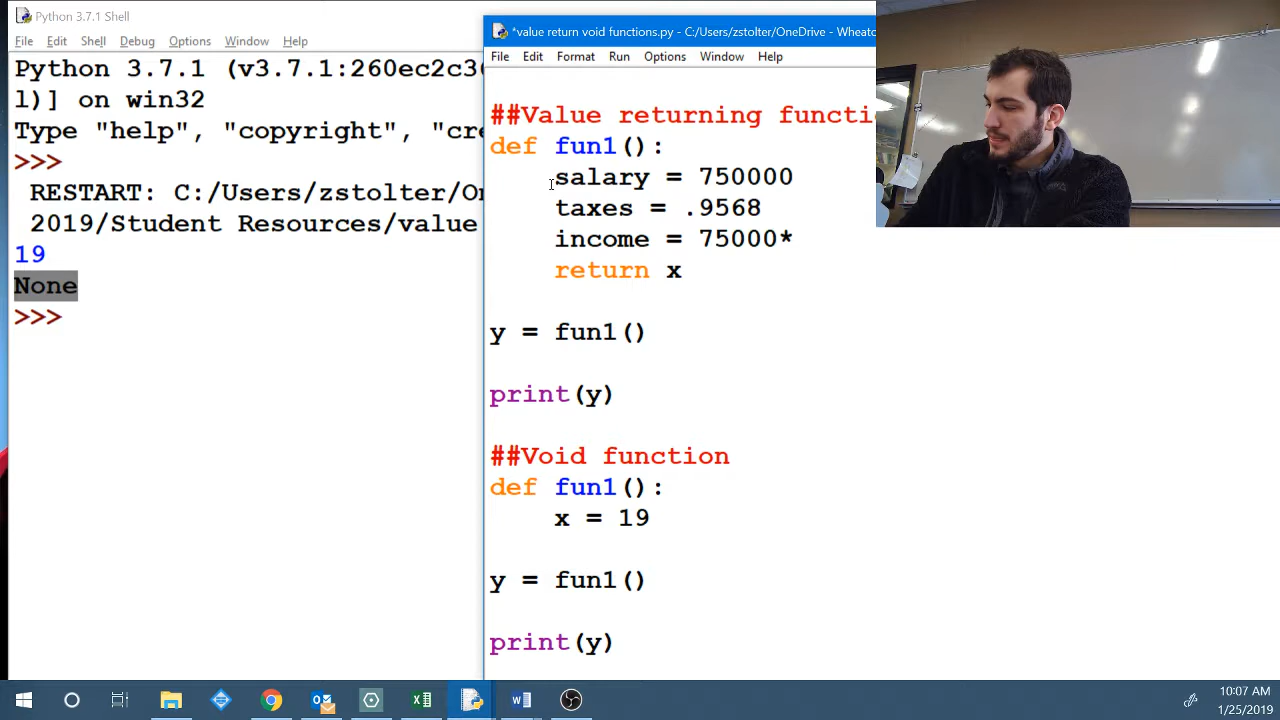 Python 3.7.1 Shell
File Edit Shell Debug Options Window Help
Python 3.7.1 (v3.7.1:260ec2c3
l)] on win32
Type "help", "copyright", "cre
>>>
RESTART: C:/Users/zstolter/On
2019/Student Resources/value
19
None
>>>
*value return void functions.py - C:/Users/zstolter/OneDrive - Wheato
File Edit Format Run Options Window Help
##Value returning functi
def fun1():
salary = 750000
taxes = .9568
income = 75000*
return x
y = fun1()
print(y)
##Void function
def fun1():
x = 19
y = fun1()
print(y)
10:07 AM
1/25/2019